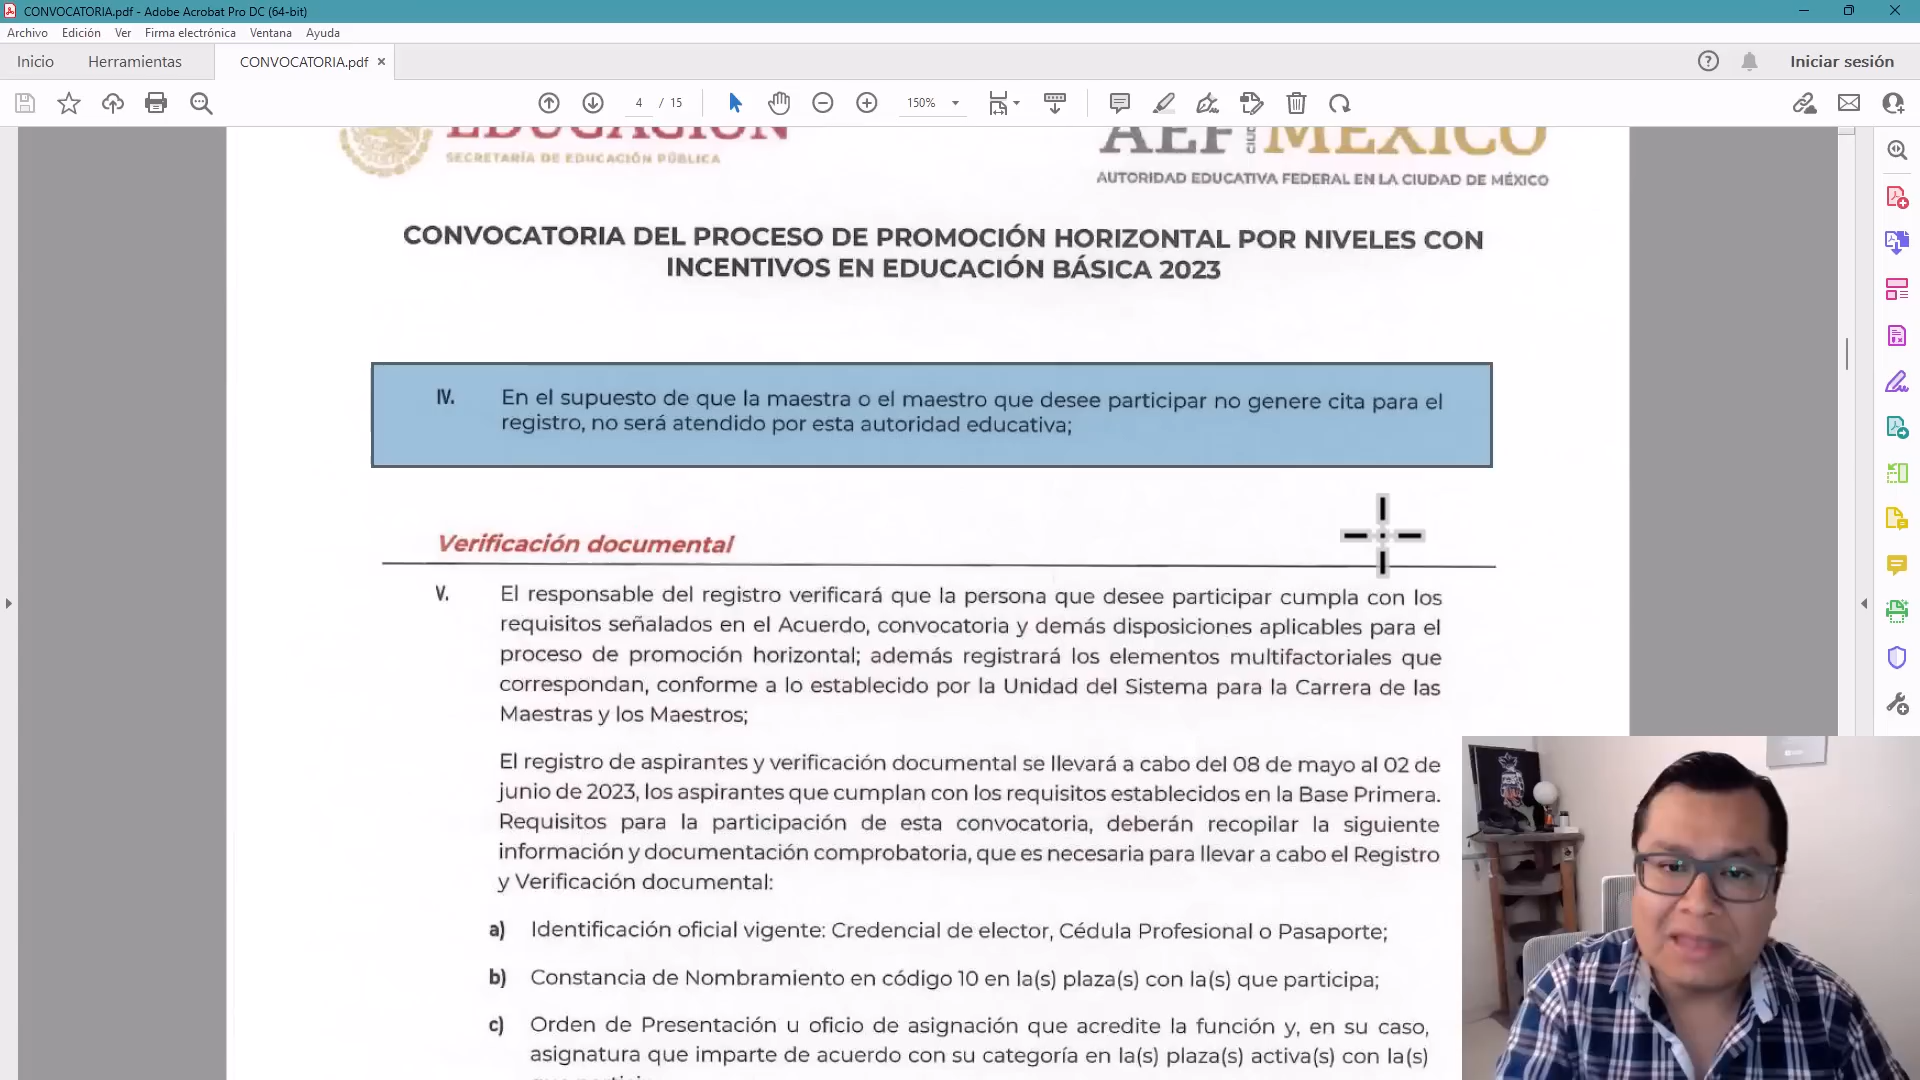 CONVOCATORIA.pdf - Adobe Acrobat Pro DC (64-bit)
Archivo Edición Ver Firma electrónica Ventana Ayuda
Inicio Herramientas CONVOCATORIA.pdf × Iniciar sesión
4 / 15 150%
EDUCACIÓN AEF CIUDAD MÉXICO
SECRETARÍA DE EDUCACIÓN PÚBLICA
AUTORIDAD EDUCATIVA FEDERAL EN LA CIUDAD DE MÉXICO
CONVOCATORIA DEL PROCESO DE PROMOCIÓN HORIZONTAL POR NIVELES CON
INCENTIVOS EN EDUCACIÓN BÁSICA 2023
IV. En el supuesto de que la maestra o el maestro que desee participar no genere cita para el
registro, no será atendido por esta autoridad educativa;
Verificación documental
V. El responsable del registro verificará que la persona que desee participar cumpla con los
requisitos señalados en el Acuerdo, convocatoria y demás disposiciones aplicables para el
proceso de promoción horizontal; además registrará los elementos multifactoriales que
correspondan, conforme a lo establecido por la Unidad del Sistema para la Carrera de las
Maestras y los Maestros;
El registro de aspirantes y verificación documental se llevará a cabo del 08 de mayo al 02 de
junio de 2023, los aspirantes que cumplan con los requisitos establecidos en la Base Primera.
Requisitos para la participación de esta convocatoria, deberán recopilar la siguiente
información y documentación comprobatoria, que es necesaria para llevar a cabo el Registro
y Verificación documental:
a) Identificación oficial vigente: Credencial de elector, Cédula Profesional o Pasaporte;
b) Constancia de Nombramiento en código 10 en la(s) plaza(s) con la(s) que participa;
c) Orden de Presentación u oficio de asignación que acredite la función y, en su caso,
asignatura que imparte de acuerdo con su categoría en la(s) plaza(s) activa(s) con la(s)